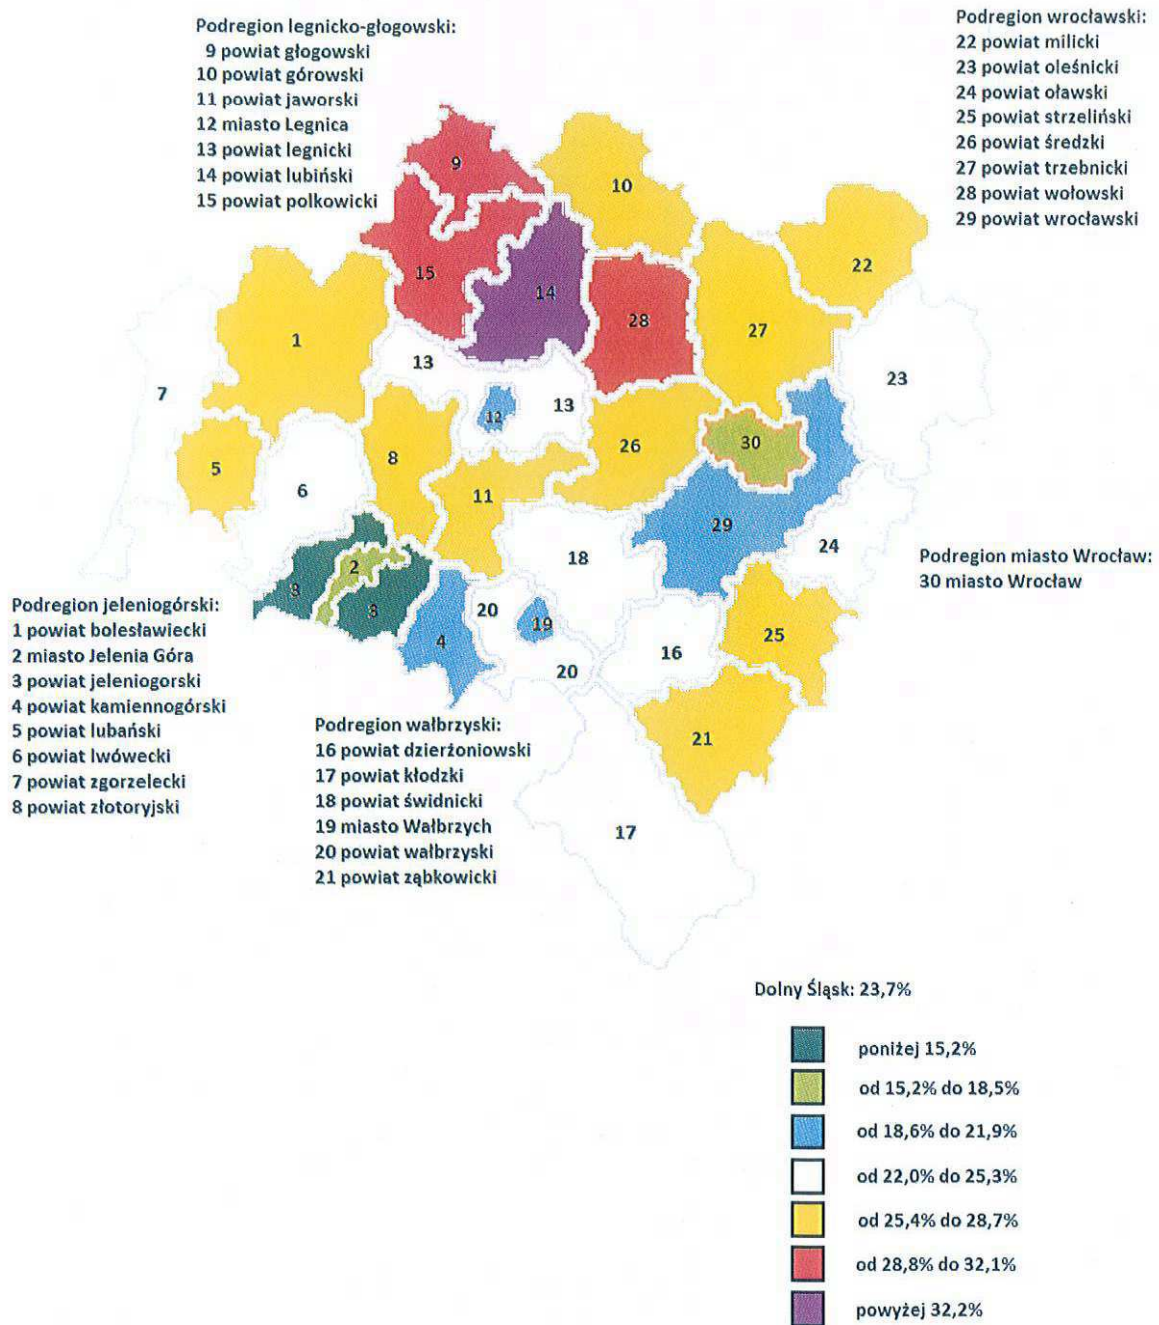 Podregion legnicko-głogowski:
9 powiat głogowski
10 powiat górowski
11 powiat jaworski
12 miasto Legnica
13 powiat legnicki
14 powiat lubiński
15 powiat polkowicki
Podregion wrocławski:
22 powiat milicki
23 powiat oleśnicki
24 powiat oławski
25 powiat strzeliński
26 powiat średzki
27 powiat trzebnicki
28 powiat wołowski
29 powiat wrocławski
9
10
22
15
14
28
27
1
13
23
7
12
13
30
26
8
5
11
6
29
18
24
2
3
3
20
19
4
25
16
20
21
17
Podregion miasto Wrocław:
30 miasto Wrocław
Podregion jeleniogórski:
1 powiat bolesławiecki
2 miasto Jelenia Góra
3 powiat jeleniogorski
4 powiat kamiennogórski
5 powiat lubański
6 powiat lwówecki
7 powiat zgorzelecki
8 powiat złotoryjski
Podregion wałbrzyski:
16 powiat dzierżoniowski
17 powiat kłodzki
18 powiat świdnicki
19 miasto Wałbrzych
20 powiat wałbrzyski
21 powiat ząbkowicki
Dolny Śląsk: 23,7%
poniżej 15,2%
od 15,2% do 18,5%
od 18,6% do 21,9%
od 22,0% do 25,3%
od 25,4% do 28,7%
od 28,8% do 32,1%
powyżej 32,2%